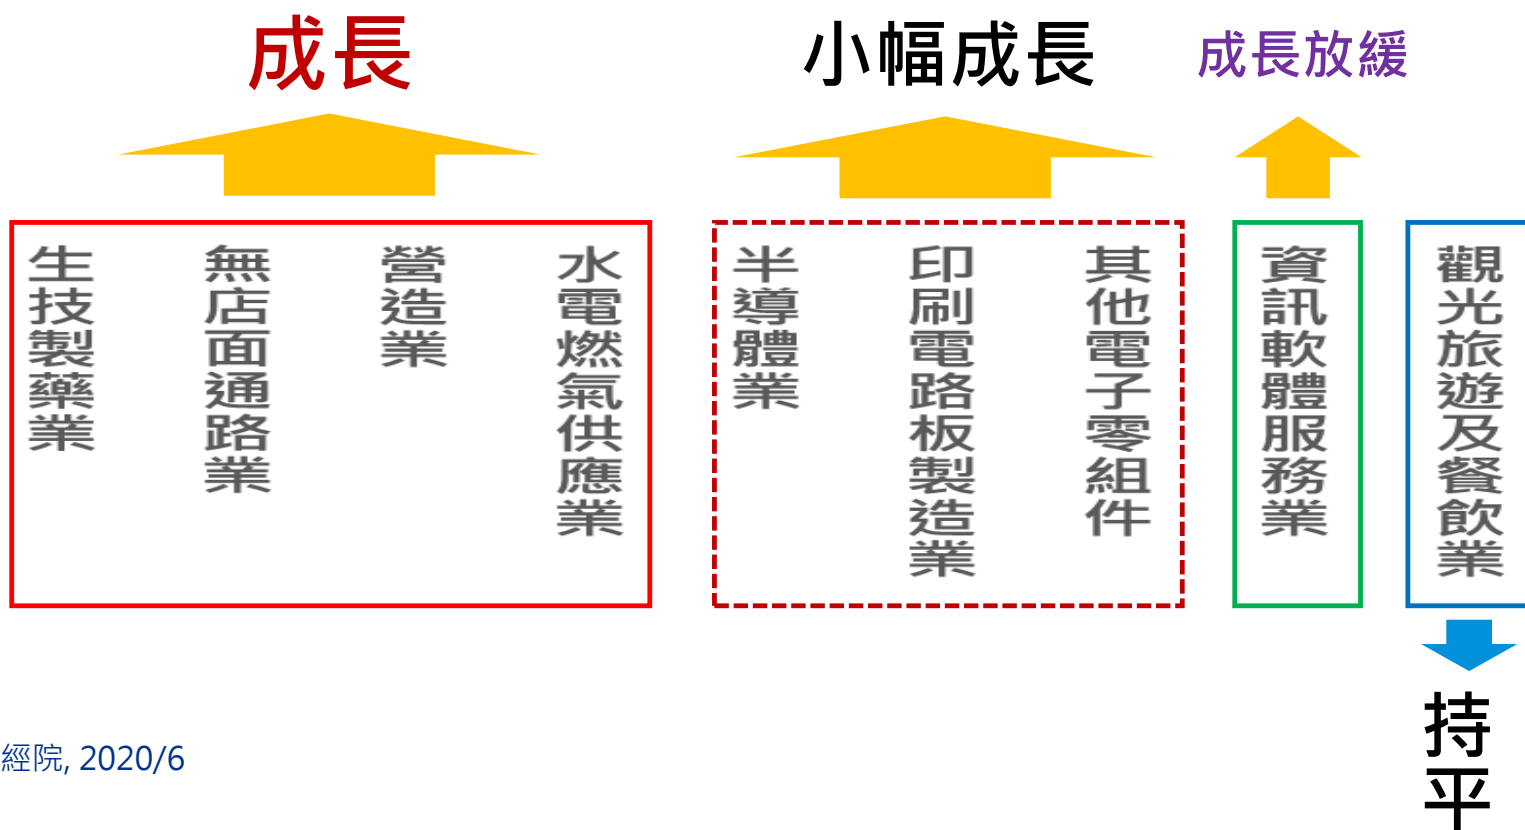 成長
小幅成長
成長放緩
生技製藥業
無店面通路業
營造業
水電燃氣供應業
半導體業
印刷電路板製造業
其他電子零組件
資訊軟體服務業
觀光旅遊及餐飲業
持平
經院, 2020/6